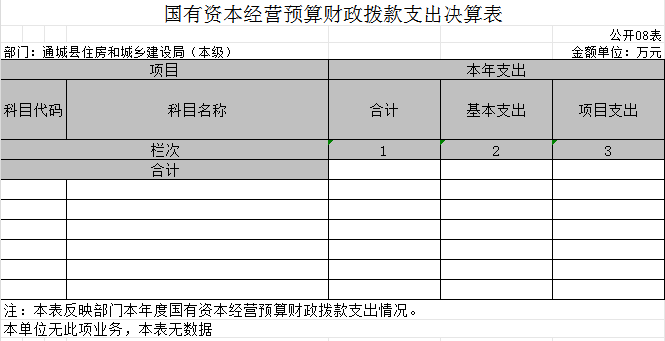 国有资本经营预算财政拨款支出决算表
公开08表
部门：通城县住房和城乡建设局（本级） 金额单位：万元
项目 本年支出
科目代码 科目名称 合计 基本支出 项目支出
栏次 1 2 3
合计
注：本表反映部门本年度国有资本经营预算财政拨款支出情况。
本单位无此项业务，本表无数据